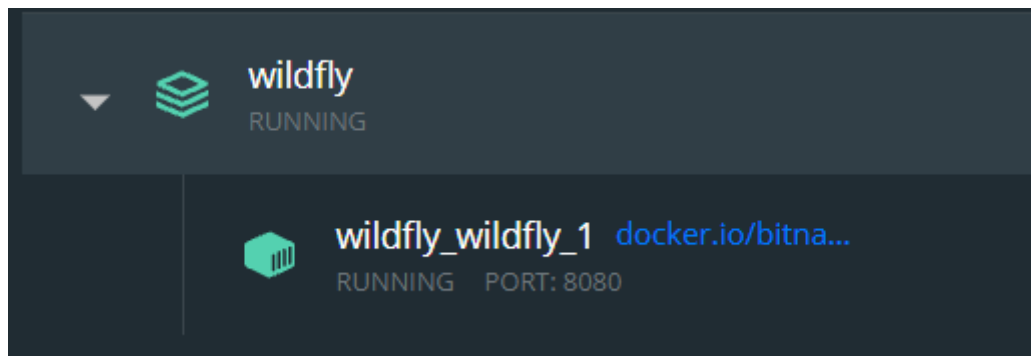 wildfly
RUNNING
wildfly_wildfly_1 docker.io/bitna...
RUNNING PORT: 8080